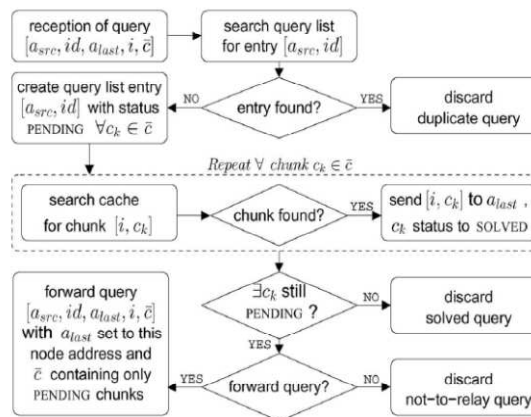 reception of query
[a_src, id, a_last, i, c̄]
search query list
for entry [a_src, id]
create query list entry
[a_src, id] with status
PENDING ∀c_k ∈ c̄
NO
entry found?
YES
discard
duplicate query
Repeat ∀ chunk c_k ∈ c̄
search cache
for chunk [i, c_k]
chunk found?
YES
send [i, c_k] to a_last ,
c_k status to SOLVED
forward query
[a_src, id, a_last, i, c̄]
with a_last set to this
node address and
c̄ containing only
PENDING chunks
∃c_k still
PENDING ?
NO
discard
solved query
YES
YES
forward query?
NO
discard
not-to-relay query